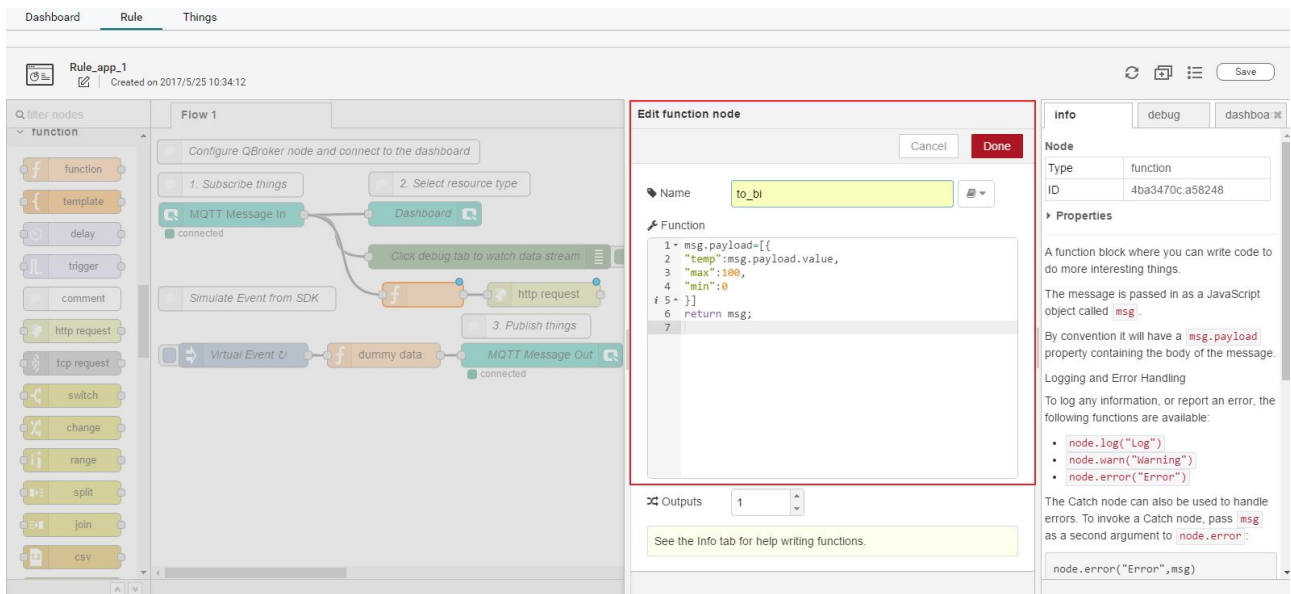 Dashboard Rule Things
Rule_app_1
Created on 2017/5/25 10:34:12
Save
filter nodes
function
function
template
delay
trigger
comment
http request
tcp request
switch
change
range
split
join
csv
Flow 1
Configure QBroker node and connect to the dashboard
1. Subscribe things
2. Select resource type
MQTT Message In
Dashboard
connected
Click debug tab to watch data stream
Simulate Event from SDK
f
http request
3. Publish things
Virtual Event ↻
dummy data
MQTT Message Out
connected
Edit function node
Cancel Done
Name to_bi
Function
1 msg.payload=[{
2 "temp":msg.payload.value,
3 "max":100,
4 "min":0
i 5 }]
6 return msg;
7
Outputs 1
See the Info tab for help writing functions.
info debug dashboa
Node
Type function
ID 4ba3470c.a58248
Properties
A function block where you can write code to
do more interesting things.
The message is passed in as a JavaScript
object called msg.
By convention it will have a msg.payload
property containing the body of the message.
Logging and Error Handling
To log any information, or report an error, the
following functions are available:
• node.log("Log")
• node.warn("Warning")
• node.error("Error")
The Catch node can also be used to handle
errors. To invoke a Catch node, pass msg
as a second argument to node.error:
node.error("Error",msg)